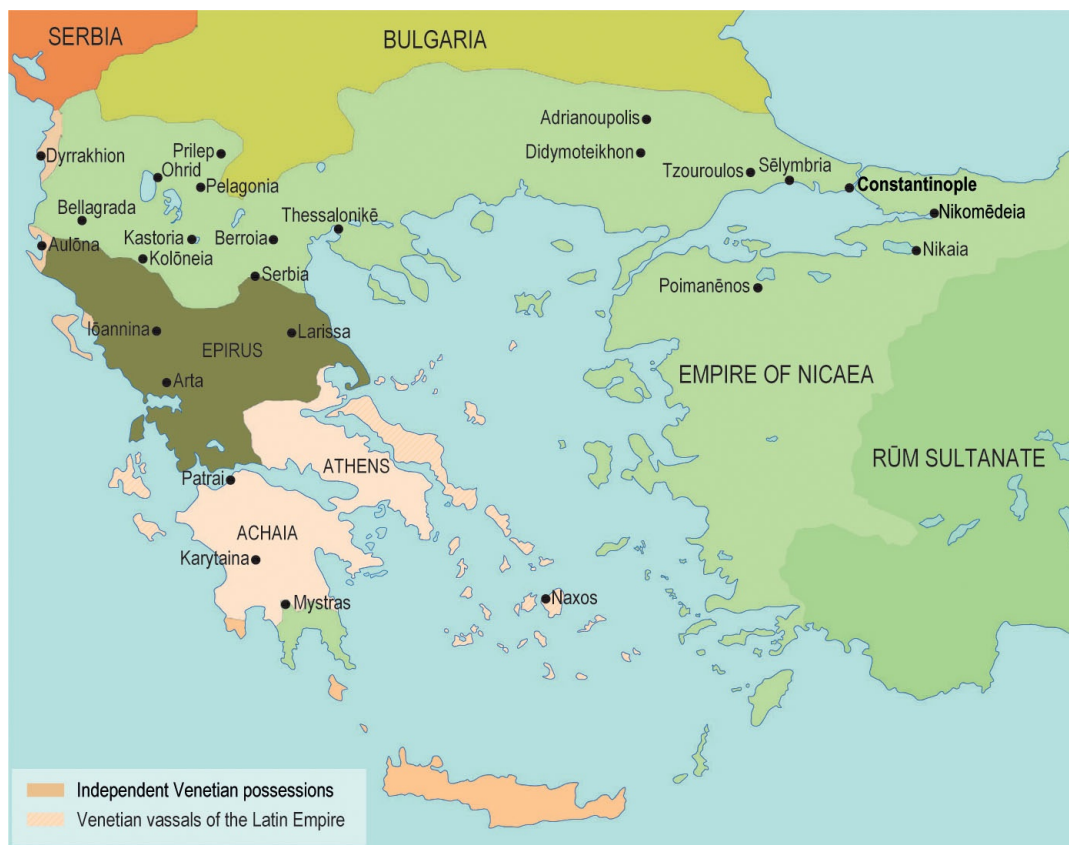 SERBIA
BULGARIA
Adrianoupolis
Dyrrakhion
Prilep
Didymoteikhon
Ohrid
Tzouroulos
Sēlymbria
Pelagonia
Constantinople
Bellagrada
Thessalonikē
Nikomēdeia
Aulōna
Kastoria
Berroia
Kolōneia
Nikaia
Serbia
Poimanēnos
Iōannina
Larissa
EPIRUS
Arta
EMPIRE OF NICAEA
RŪM SULTANATE
ATHENS
Patrai
ACHAIA
Karytaina
Mystras
Naxos
Independent Venetian possessions
Venetian vassals of the Latin Empire